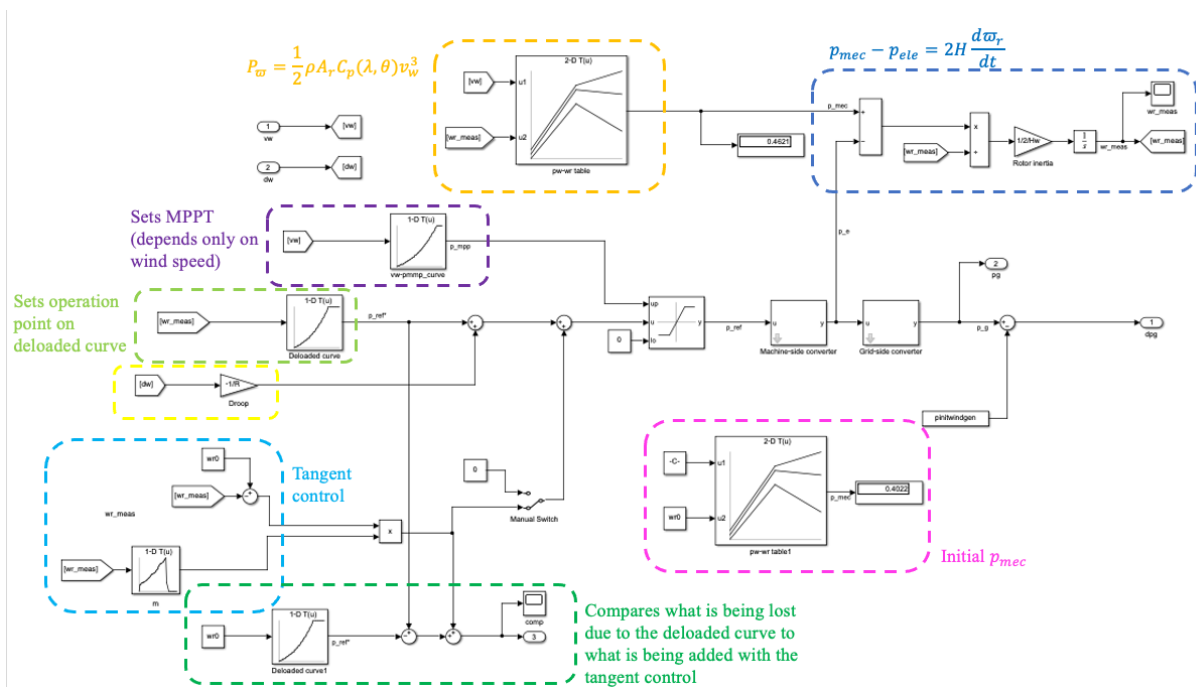 P_ϖ = 1/2 ρA_r C_p(λ, θ)v_w^3
2-D T(u)
[vw]
u1
[wr_meas]
u2
pw-wr table
0.4621
p_mec − p_ele = 2H dϖ_r/dt
p_mec
+
−
[wr_meas]
x
÷
1/2/Hw
Rotor inertia
1/s
wr_meas
wr_meas
[wr_meas]
1
vw
[vw]
2
dw
[dw]
Sets MPPT
(depends only on
wind speed)
[vw]
1-D T(u)
p_mpp
vw-pmmp_curve
Sets operation
point on
deloaded curve
[wr_meas]
1-D T(u)
p_ref*
Deloaded curve
[dw]
-1/R
Droop
up
u
lo
y
0
p_ref
u
y
Machine-side converter
p_e
u
y
Grid-side converter
2
pg
p_g
1
dpg
pinitwindgen
wr0
[wr_meas]
Tangent
control
wr_meas
[wr_meas]
1-D T(u)
m
x
0
Manual Switch
2-D T(u)
-C-
u1
wr0
u2
p_mec
pw-wr table1
0.4022
Initial p_mec
wr0
1-D T(u)
p_ref*
Deloaded curve1
comp
3
Compares what is being lost
due to the deloaded curve to
what is being added with the
tangent control